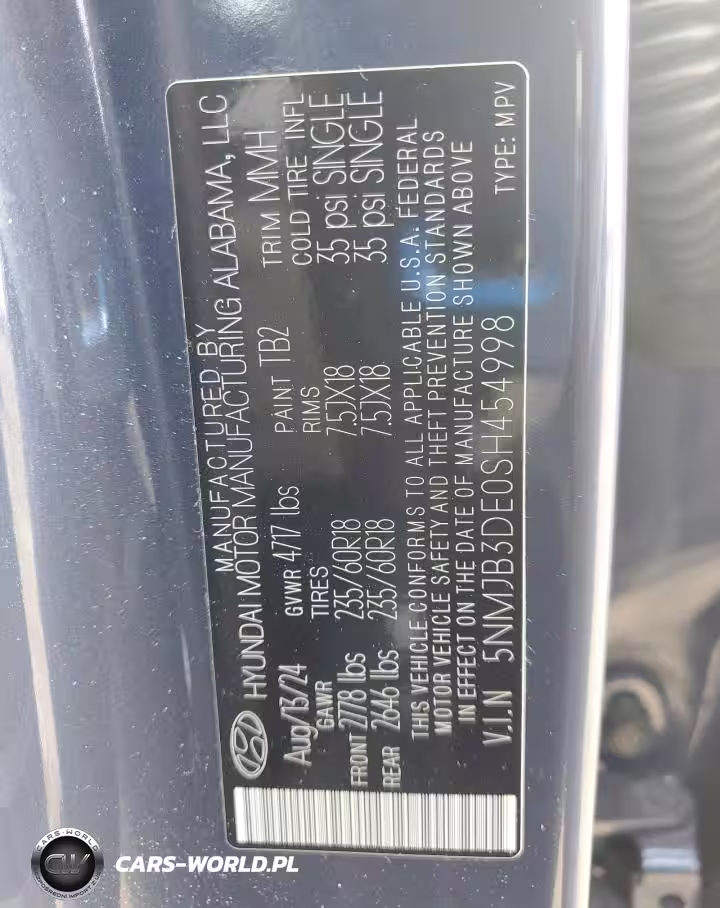 MANUFACTURED BY
HYUNDAI MOTOR MANUFACTURING ALABAMA, LLC
Aug/13/24 GVWR 4717 lbs PAINT TB2 TRIM MMH
GAWR TIRES RIMS COLD TIRE INFL
FRONT 2778 lbs 235/60R18 7.5JX18 35 psi SINGLE
REAR 2646 lbs 235/60R18 7.5JX18 35 psi SINGLE
THIS VEHICLE CONFORMS TO ALL APPLICABLE U.S.A. FEDERAL
MOTOR VEHICLE SAFETY AND THEFT PREVENTION STANDARDS
IN EFFECT ON THE DATE OF MANUFACTURE SHOWN ABOVE
V.I.N 5NMJB3DE0SH454998 TYPE: MPV
CARS-WORLD
CW
CARS-WORLD.PL